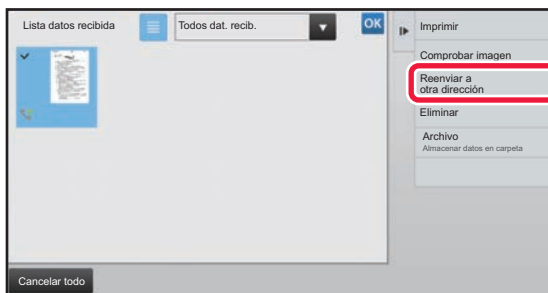 Lista datos recibida
Todos dat. recib.
OK
Imprimir
Comprobar imagen
Reenviar a
otra dirección
Eliminar
Archivo
Almacenar datos en carpeta
Cancelar todo